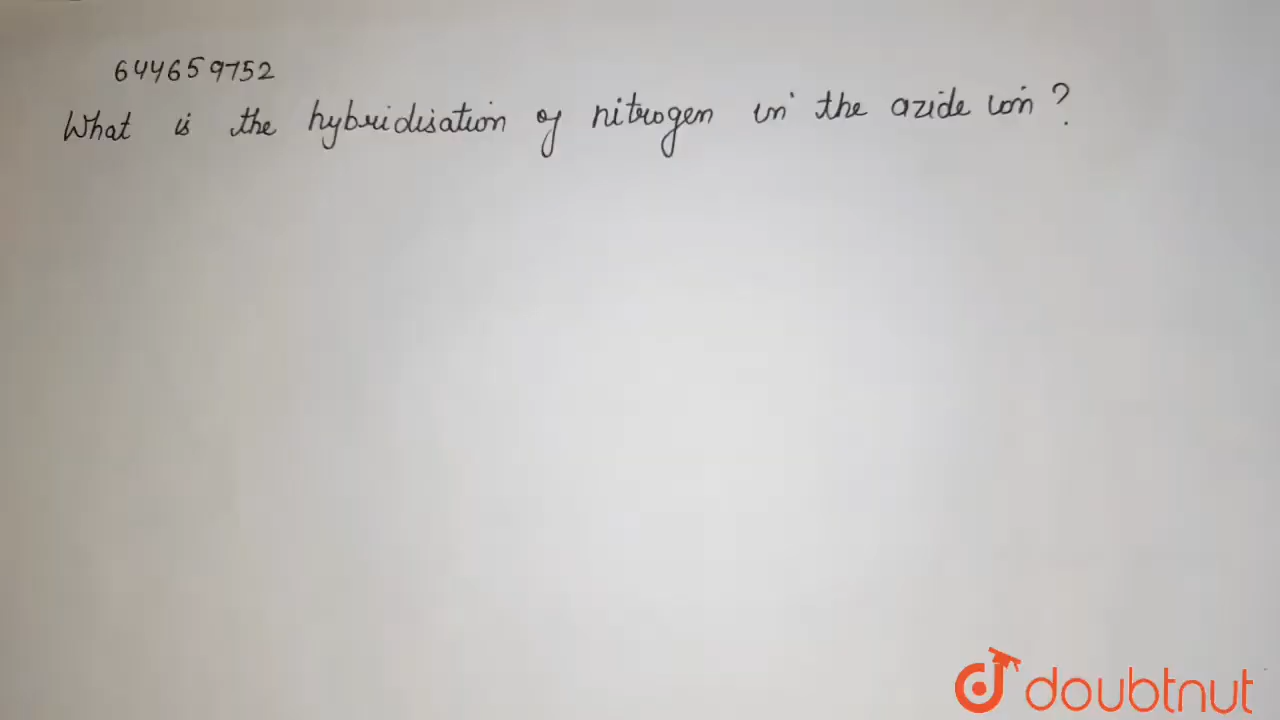 644659752
What is the hybridisation of nitrogen in the azide ion ?
doubtnut